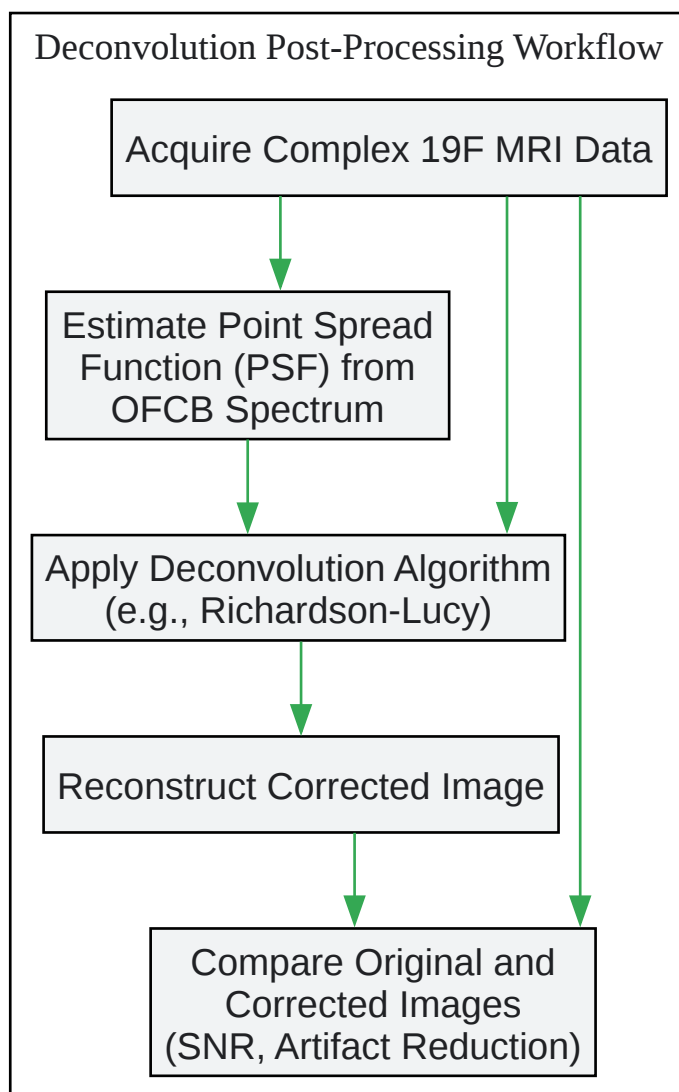 Deconvolution Post-Processing Workflow
Acquire Complex 19F MRI Data
Estimate Point Spread
Function (PSF) from
OFCB Spectrum
Apply Deconvolution Algorithm
(e.g., Richardson-Lucy)
Reconstruct Corrected Image
Compare Original and
Corrected Images
(SNR, Artifact Reduction)